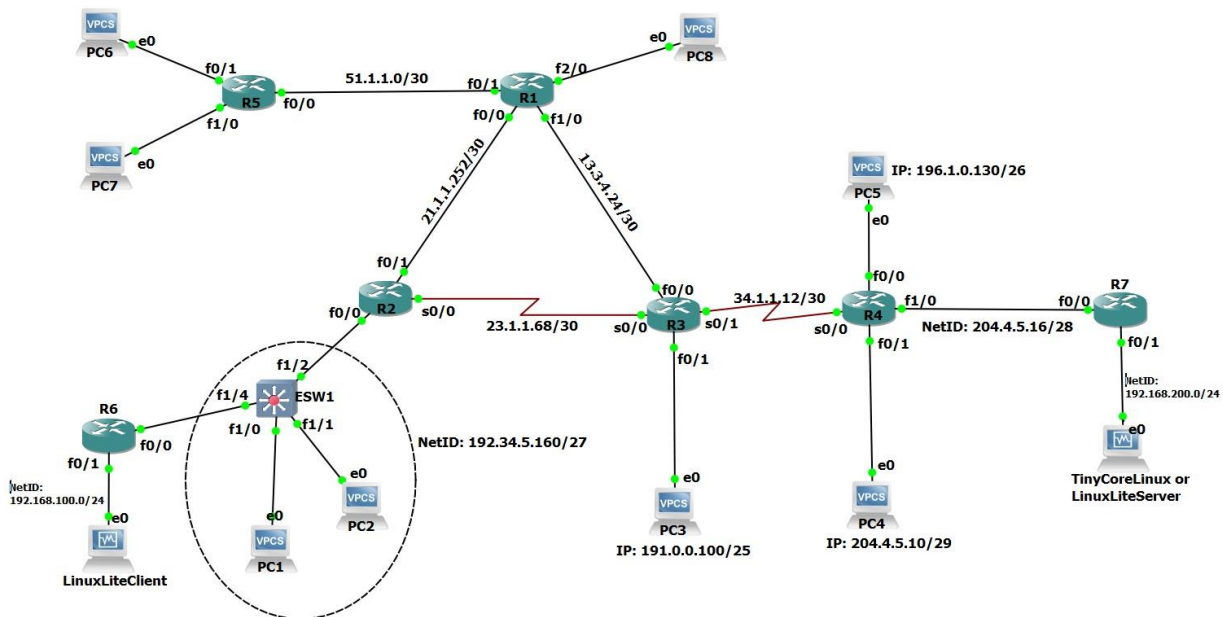 VPCS
e0
PC6
f0/1
51.1.1.0/30
f0/1
f2/0
e0
VPCS
PC8
R5
f0/0
R1
f1/0
f0/0
f1/0
VPCS
e0
PC7
21.1.1.252/30
13.3.4.24/30
VPCS
IP: 196.1.0.130/26
PC5
e0
f0/1
R2
f0/0
s0/0
23.1.1.68/30
f0/0
R3
s0/0
s0/1
f0/1
34.1.1.12/30
f0/0
R4
s0/0
f1/0
f0/1
NetID: 204.4.5.16/28
R7
f0/0
f0/1
NetID:
192.168.200.0/24
e0
TinyCoreLinux or
LinuxLiteServer
f1/2
ESW1
f1/4
f1/0
f1/1
NetID: 192.34.5.160/27
R6
f0/0
f0/1
NetID:
192.168.100.0/24
e0
LinuxLiteClient
e0
VPCS
PC2
e0
VPCS
PC1
e0
VPCS
PC3
IP: 191.0.0.100/25
e0
VPCS
PC4
IP: 204.4.5.10/29